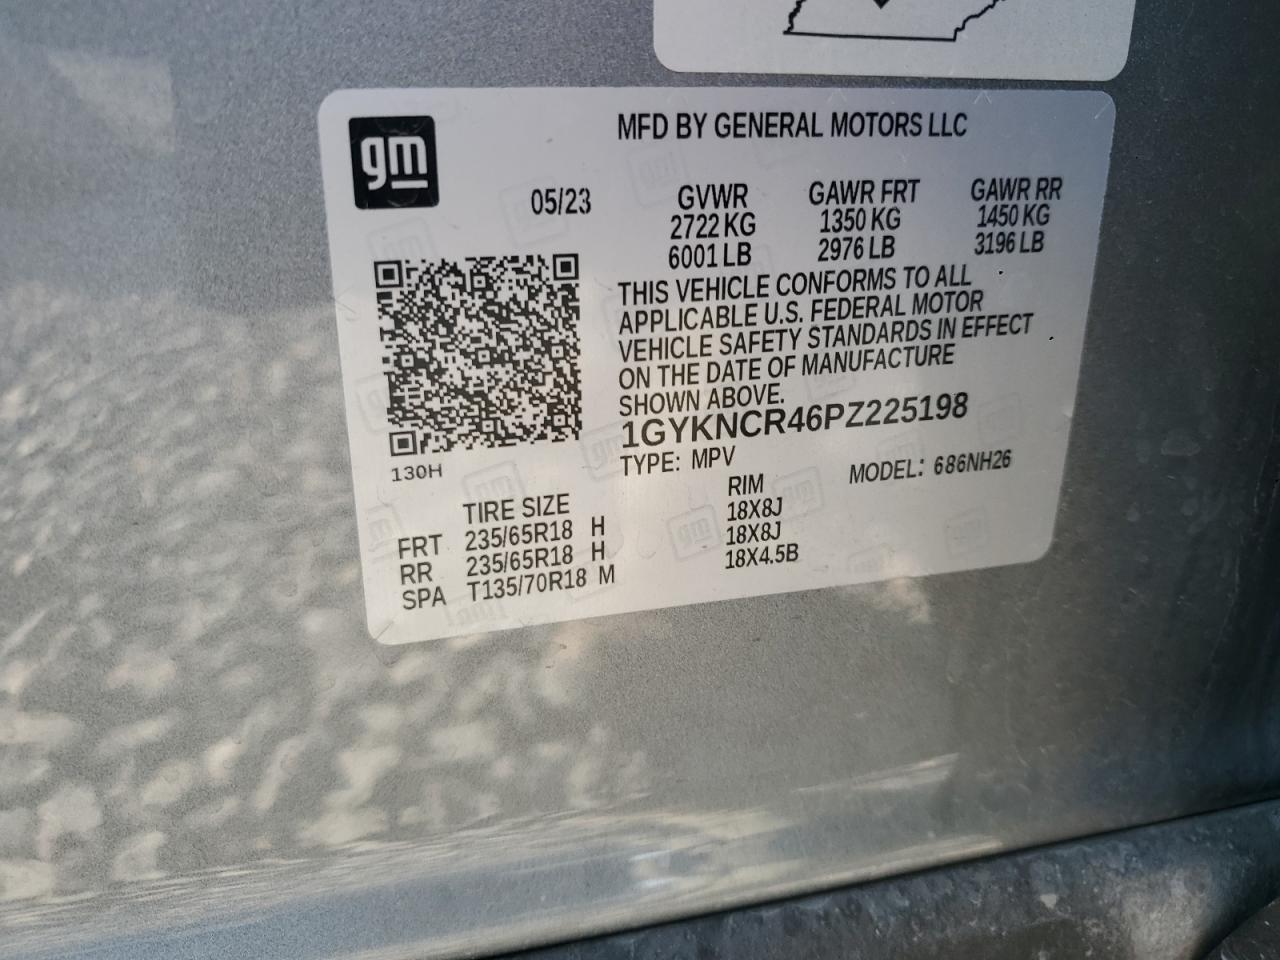 gm
MFD BY GENERAL MOTORS LLC
05/23
GVWR GAWR FRT GAWR RR
2722 KG 1350 KG 1450 KG
6001 LB 2976 LB 3196 LB
THIS VEHICLE CONFORMS TO ALL
APPLICABLE U.S. FEDERAL MOTOR
VEHICLE SAFETY STANDARDS IN EFFECT
ON THE DATE OF MANUFACTURE
SHOWN ABOVE.
1GYKNCR46PZ225198
TYPE: MPV MODEL: 686NH26
130H
TIRE SIZE RIM
FRT 235/65R18 H 18X8J
RR 235/65R18 H 18X8J
SPA T135/70R18 M 18X4.5B